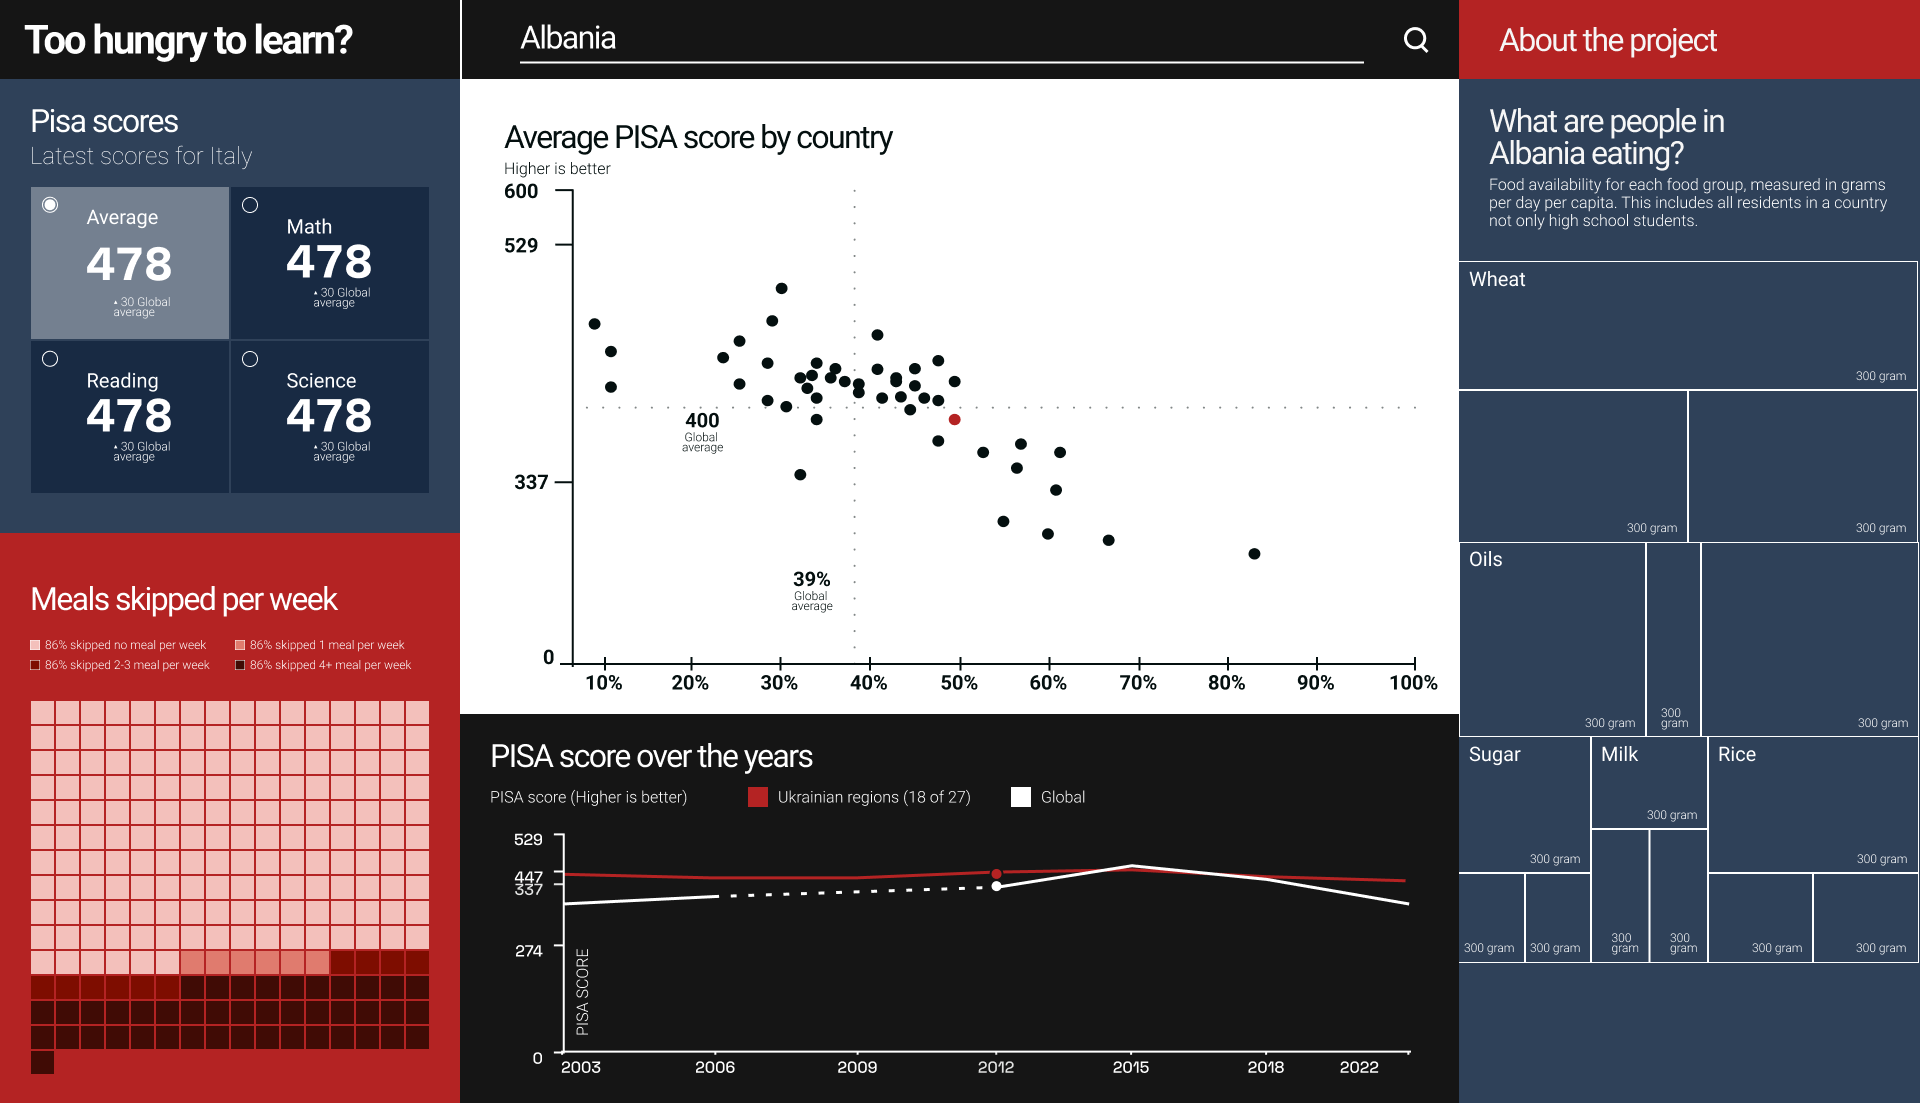 Too hungry to learn?
Albania
About the project
Pisa scores
Latest scores for Italy
Average
478
▲ 30 Global
average
Math
478
▲ 30 Global
average
Reading
478
▲ 30 Global
average
Science
478
▲ 30 Global
average
Meals skipped per week
86% skipped no meal per week
86% skipped 1 meal per week
86% skipped 2-3 meal per week
86% skipped 4+ meal per week
Average PISA score by country
Higher is better
600
529
337
0
400
Global
average
39%
Global
average
10% 20% 30% 40% 50% 60% 70% 80% 90% 100%
PISA score over the years
PISA score (Higher is better)
Ukrainian regions (18 of 27)
Global
529
447
337
274
0
PISA SCORE
2003 2006 2009 2012 2015 2018 2022
What are people in
Albania eating?
Food availability for each food group, measured in grams
per day per capita. This includes all residents in a country
not only high school students.
Wheat
300 gram
300 gram
300 gram
Oils
300 gram
300
gram
300 gram
Sugar
300 gram
Milk
300 gram
Rice
300 gram
300 gram
300 gram
300
gram
300
gram
300 gram
300 gram